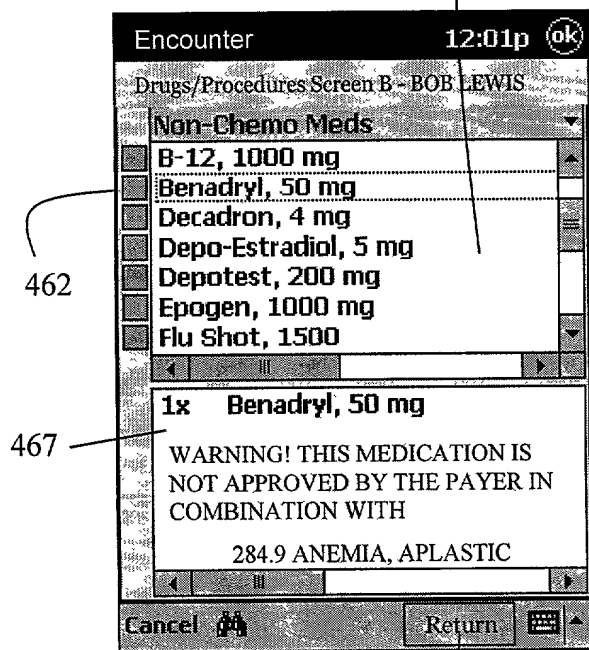 Encounter 12:01p ok
Drugs/Procedures Screen B - BOB LEWIS
Non-Chemo Meds
B-12, 1000 mg
Benadryl, 50 mg
Decadron, 4 mg
Depo-Estradiol, 5 mg
462
Depotest, 200 mg
Epogen, 1000 mg
Flu Shot, 1500
1x Benadryl, 50 mg
467
WARNING! THIS MEDICATION IS
NOT APPROVED BY THE PAYER IN
COMBINATION WITH
284.9 ANEMIA, APLASTIC
Cancel Return